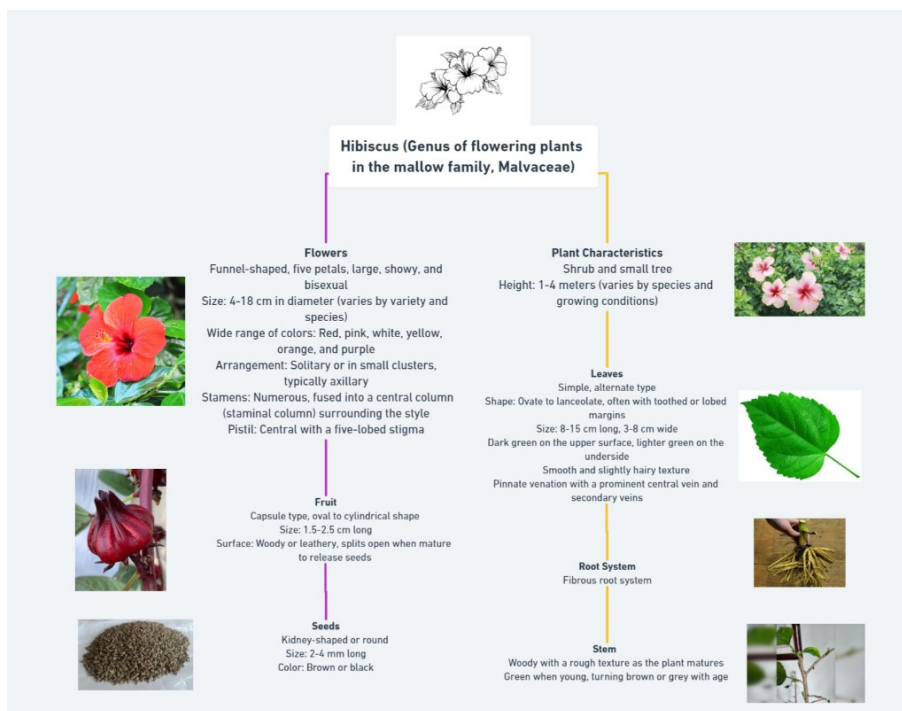 Hibiscus (Genus of flowering plants
in the mallow family, Malvaceae)
Flowers
Funnel-shaped, five petals, large, showy, and
bisexual
Size: 4-18 cm in diameter (varies by variety and
species)
Wide range of colors: Red, pink, white, yellow,
orange, and purple
Arrangement: Solitary or in small clusters,
typically axillary
Stamens: Numerous, fused into a central column
(staminal column) surrounding the style
Pistil: Central with a five-lobed stigma
Fruit
Capsule type, oval to cylindrical shape
Size: 1.5-2.5 cm long
Surface: Woody or leathery, splits open when mature
to release seeds
Seeds
Kidney-shaped or round
Size: 2-4 mm long
Color: Brown or black
Plant Characteristics
Shrub and small tree
Height: 1-4 meters (varies by species and
growing conditions)
Leaves
Simple, alternate type
Shape: Ovate to lanceolate, often with toothed or lobed
margins
Size: 8-15 cm long, 3-8 cm wide
Dark green on the upper surface, lighter green on the
underside
Smooth and slightly hairy texture
Pinnate venation with a prominent central vein and
secondary veins
Root System
Fibrous root system
Stem
Woody with a rough texture as the plant matures
Green when young, turning brown or grey with age